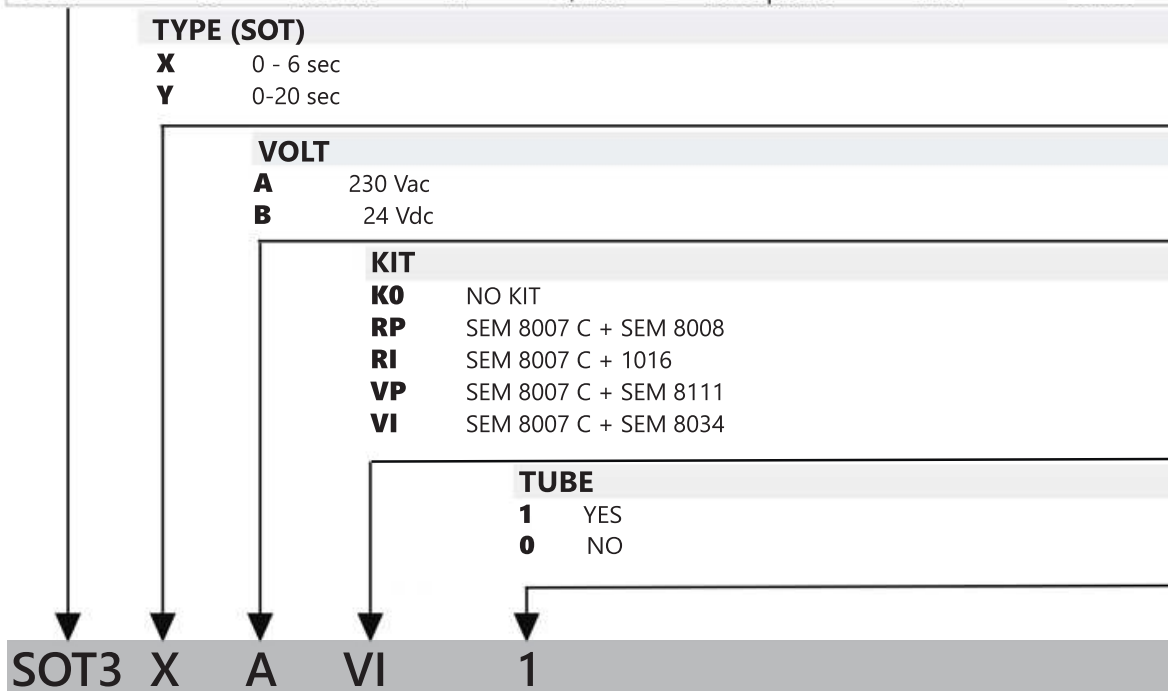 TYPE (SOT)
X 0 - 6 sec
Y 0-20 sec
VOLT
A 230 Vac
B 24 Vdc
KIT
K0 NO KIT
RP SEM 8007 C + SEM 8008
RI SEM 8007 C + 1016
VP SEM 8007 C + SEM 8111
VI SEM 8007 C + SEM 8034
TUBE
1 YES
0 NO
SOT3 X A VI 1